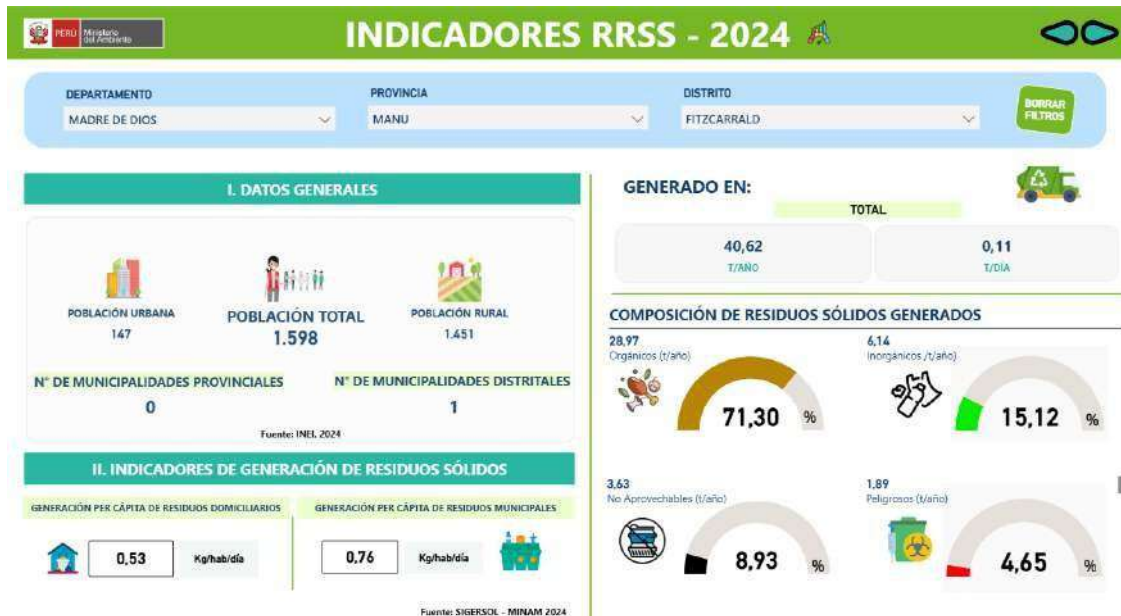 PERÚ Ministerio
del Ambiente
INDICADORES RRSS - 2024
DEPARTAMENTO
MADRE DE DIOS
PROVINCIA
MANU
DISTRITO
FITZCARRALD
BORRAR
FILTROS
I. DATOS GENERALES
POBLACIÓN URBANA
147
POBLACIÓN TOTAL
1.598
POBLACIÓN RURAL
1.451
N° DE MUNICIPALIDADES PROVINCIALES
0
N° DE MUNICIPALIDADES DISTRITALES
1
Fuente: INEI, 2024
II. INDICADORES DE GENERACIÓN DE RESIDUOS SÓLIDOS
GENERACIÓN PER CÁPITA DE RESIDUOS DOMICILIARIOS
0,53 Kg/hab/día
GENERACIÓN PER CÁPITA DE RESIDUOS MUNICIPALES
0,76 Kg/hab/día
Fuente: SIGERSOL - MINAM 2024
GENERADO EN:
TOTAL
40,62
T/AÑO
0,11
T/DÍA
COMPOSICIÓN DE RESIDUOS SÓLIDOS GENERADOS
28,97
Orgánicos (t/año)
71,30 %
6,14
Inorgánicos /t/año)
15,12 %
3,63
No Aprovechables (t/año)
8,93 %
1,89
Peligrosos (t/año)
4,65 %